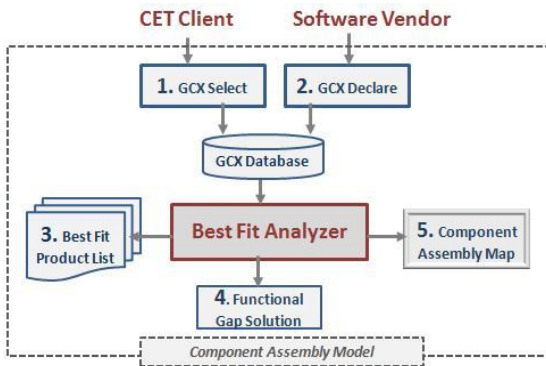 CET Client
Software Vendor
1. GCX Select
2. GCX Declare
GCX Database
3. Best Fit
Product List
Best Fit Analyzer
5. Component
Assembly Map
4. Functional
Gap Solution
Component Assembly Model